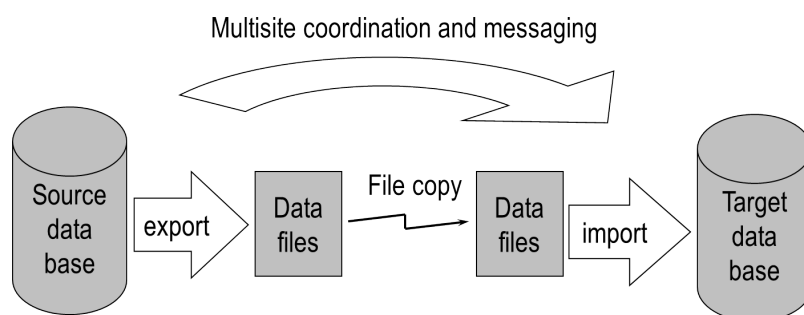 Multisite coordination and messaging
Source
data
base
export
Data
files
File copy
Data
files
import
Target
data
base